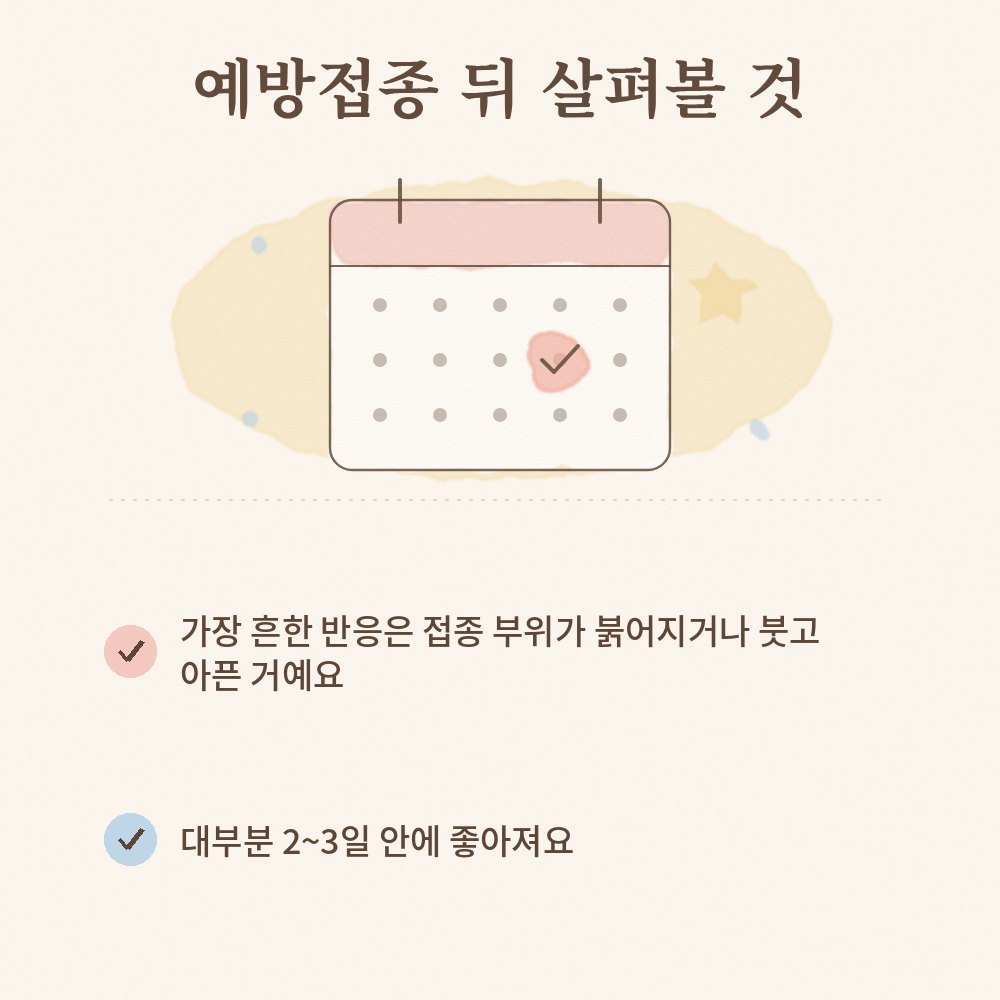 예방접종 뒤 살펴볼 것
가장 흔한 반응은 접종 부위가 붉어지거나 붓고
아픈 거예요
대부분 2~3일 안에 좋아져요